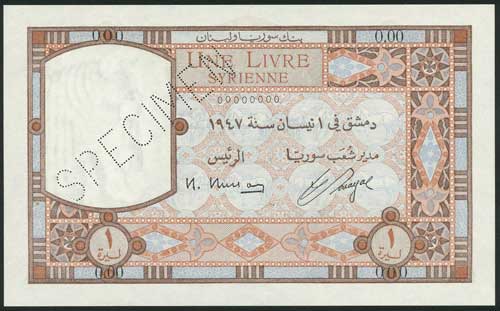 بنك سوريا ولبنان
0.00 0.00
UNE LIVRE
SYRIENNE
00000000
SPECIMEN
دمشق في ١ نيسان سنة ١٩٤٧
الرئيس مدير شعب سوريا
١ ١
ليرة ليرة
0.00 0.00